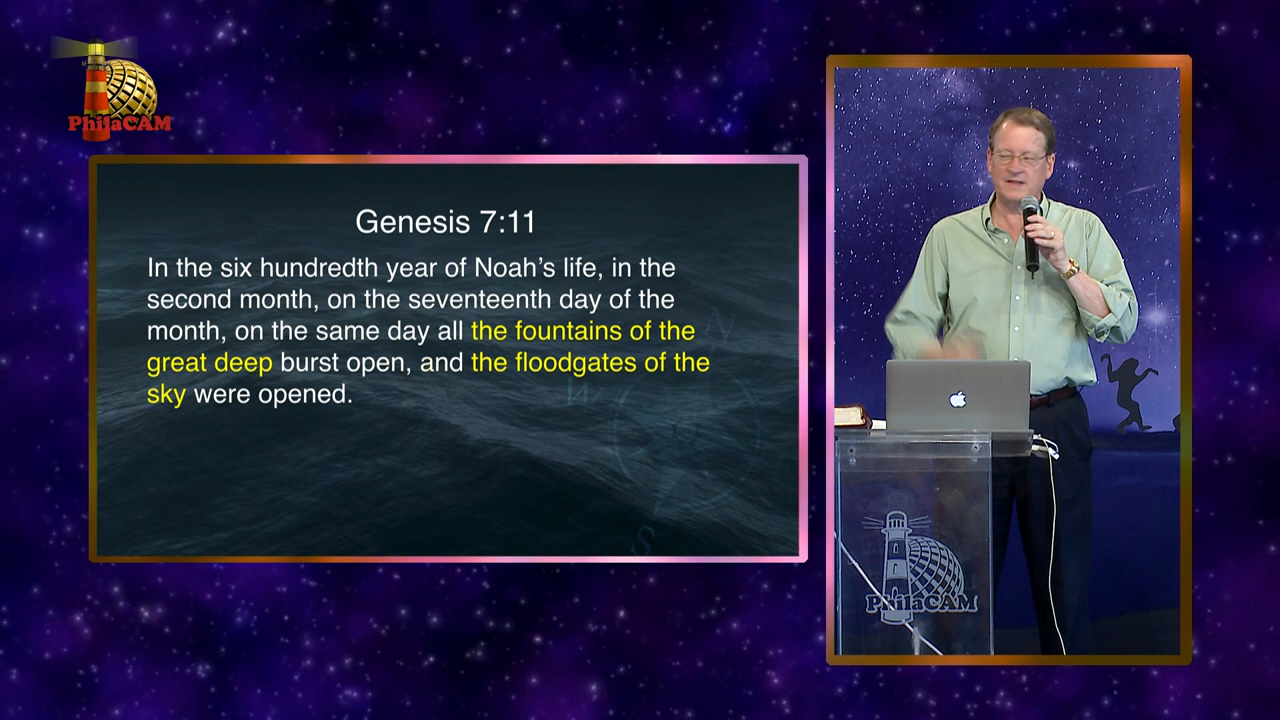 PhilaCAM
Genesis 7:11
In the six hundredth year of Noah’s life, in the
second month, on the seventeenth day of the
month, on the same day all the fountains of the
great deep burst open, and the floodgates of the
sky were opened.
N
W
S
PhilaCAM